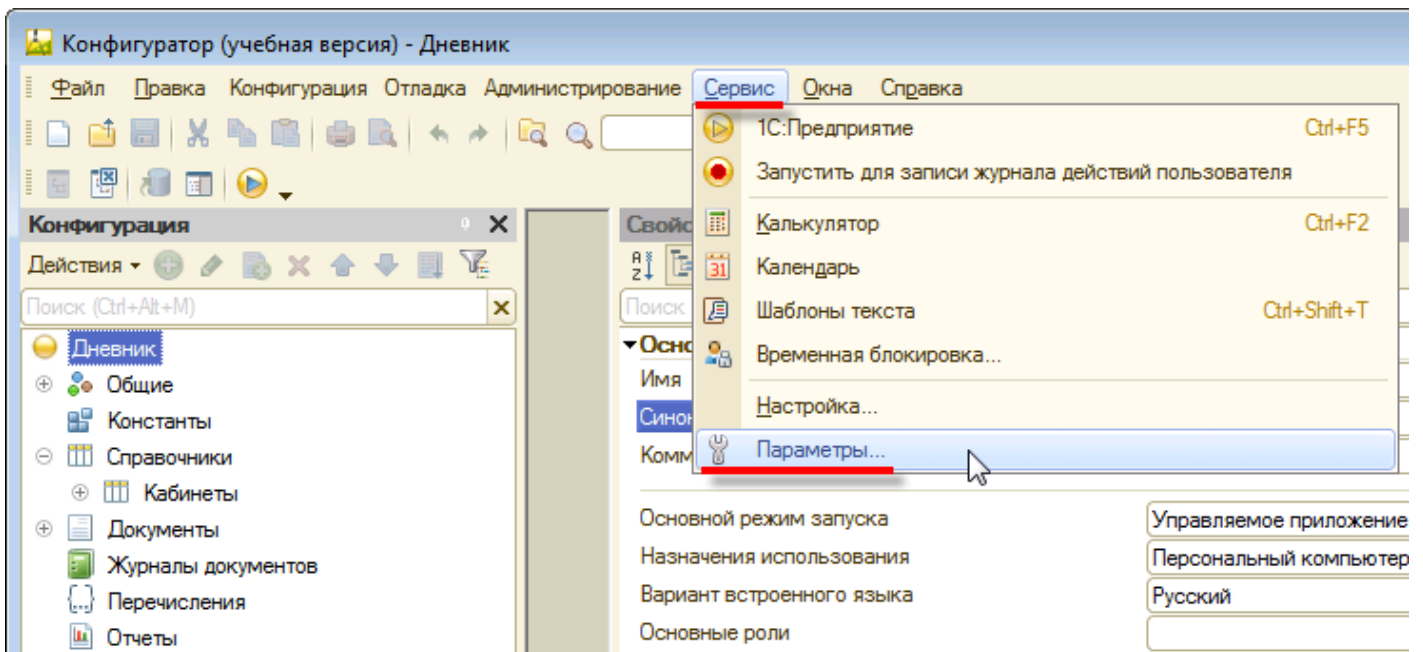 Конфигуратор (учебная версия) - Дневник
Файл Правка Конфигурация Отладка Администрирование Сервис Окна Справка
1С:Предприятие Ctrl+F5
Запустить для записи журнала действий пользователя
Калькулятор Ctrl+F2
Календарь
Шаблоны текста Ctrl+Shift+T
Временная блокировка...
Настройка...
Параметры...
Конфигурация
Действия
Поиск (Ctrl+Alt+M)
Дневник
Общие
Константы
Справочники
Кабинеты
Документы
Журналы документов
Перечисления
Отчеты
Свойс
Поиск
Осно
Имя
Синон
Комм
Основной режим запуска Управляемое приложение
Назначения использования Персональный компьютер
Вариант встроенного языка Русский
Основные роли